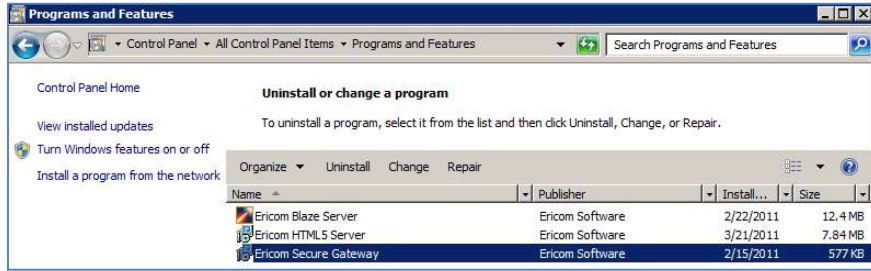 Programs and Features
Control Panel All Control Panel Items Programs and Features Search Programs and Features
Control Panel Home
Uninstall or change a program
View installed updates
To uninstall a program, select it from the list and then click Uninstall, Change, or Repair.
Turn Windows features on or off
Install a program from the network
Organize Uninstall Change Repair
Name Publisher Install... Size
Ericom Blaze Server Ericom Software 2/22/2011 12.4 MB
Ericom HTML5 Server Ericom Software 3/21/2011 7.84 MB
Ericom Secure Gateway Ericom Software 2/15/2011 577 KB